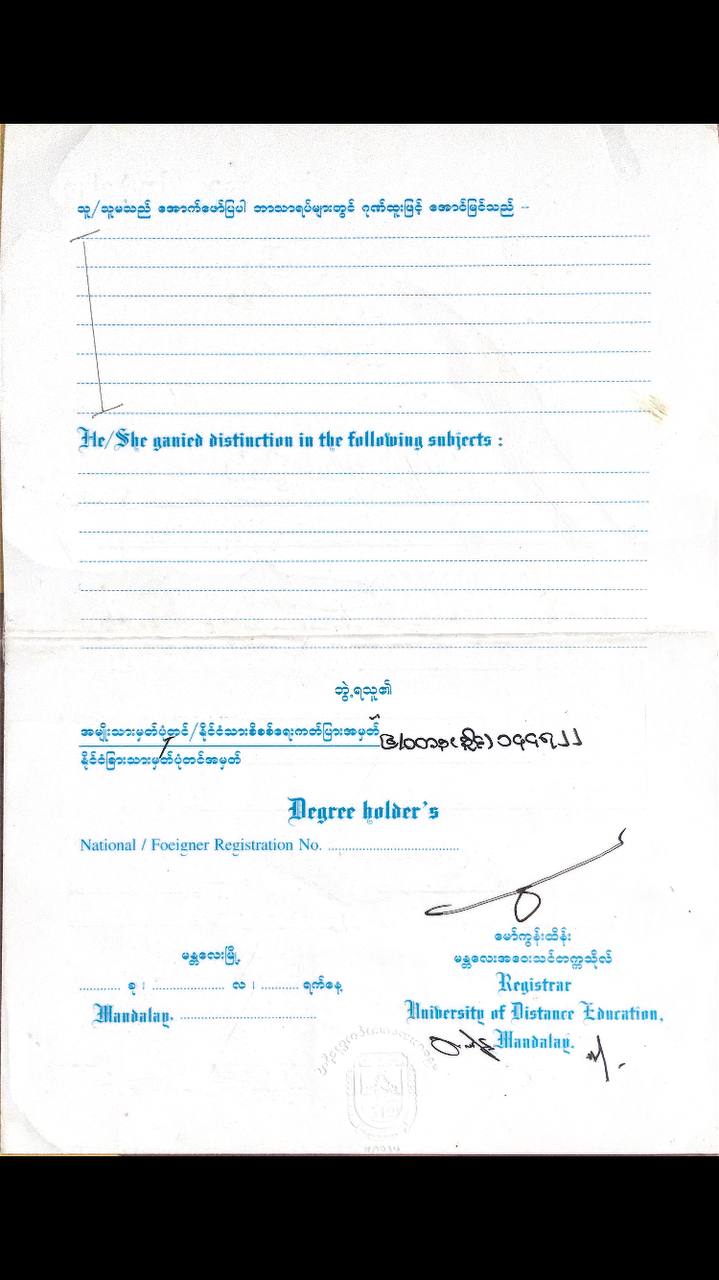 သူ/သူမသည် အောက်ဖော်ပြပါ ဘာသာရပ်များတွင် ဂုဏ်ထူးဖြင့် အောင်မြင်သည် –
He/She ganied distinction in the following subjects :
ဘွဲ့ရသူ၏
အမျိုးသားမှတ်ပုံတင်/နိုင်ငံသားစိစစ်ရေးကတ်ပြားအမှတ်
နိုင်ငံခြားသားမှတ်ပုံတင်အမှတ်
Degree holder's
National / Foeigner Registration No.
မော်ကွန်းထိန်း
မန္တလေးမြို့
မန္တလေးအဝေးသင်တက္ကသိုလ်
ခု၊ လ ၊ ရက်နေ့
Registrar
Mandalay.
University of Distance Education,
Mandalay.